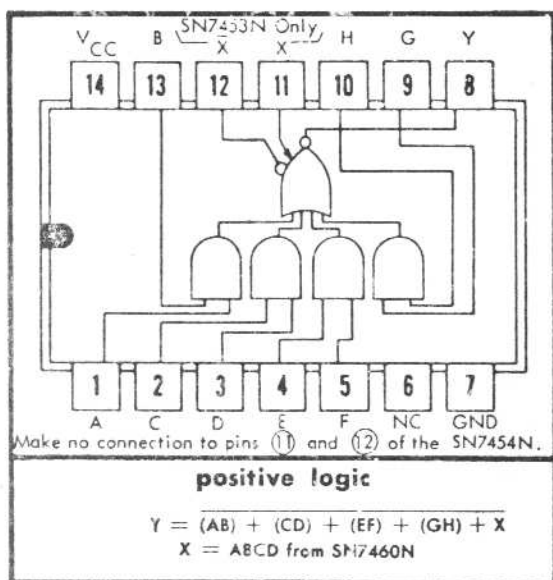 SN7453N Only
VCC B X̄ X H G Y
14 13 12 11 10 9 8
1 2 3 4 5 6 7
A C D E F NC GND
Make no connection to pins ⑪ and ⑫ of the SN7454N.
positive logic
Y = \overline{(AB) + (CD) + (EF) + (GH) + X}
X = ABCD from SN7460N